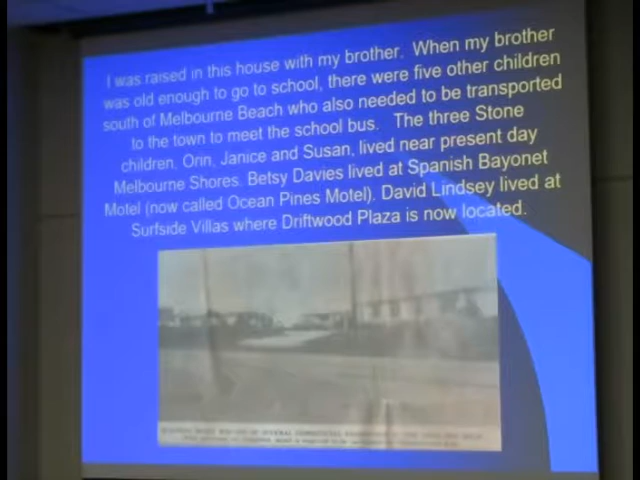 I was raised in this house with my brother. When my brother
was old enough to go to school, there were five other children
south of Melbourne Beach who also needed to be transported
to the town to meet the school bus. The three Stone
children, Orin, Janice and Susan, lived near present day
Melbourne Shores. Betsy Davies lived at Spanish Bayonet
Motel (now called Ocean Pines Motel). David Lindsey lived at
Surfside Villas where Driftwood Plaza is now located.